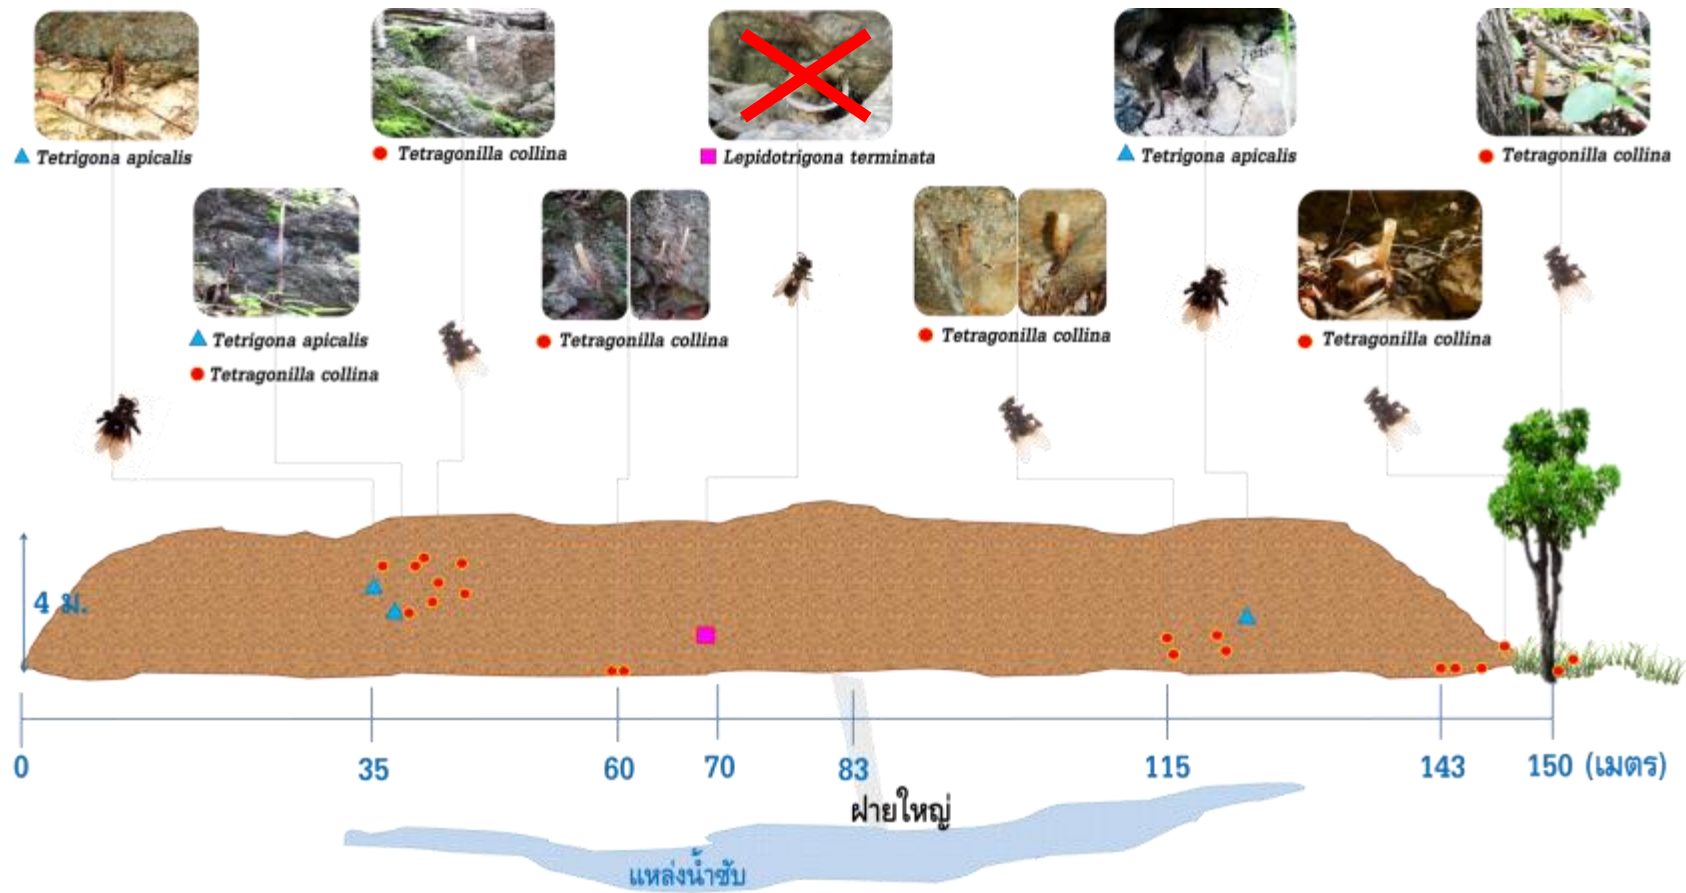 Tetrigona apicalis
Tetragonilla collina
Lepidotrigona terminata
Tetrigona apicalis
Tetragonilla collina
Tetrigona apicalis
Tetragonilla collina
Tetragonilla collina
Tetragonilla collina
Tetragonilla collina
4 ม.
0
35
60
70
83
115
143
150 (เมตร)
ฝายใหญ่
แหล่งน้ำซับ